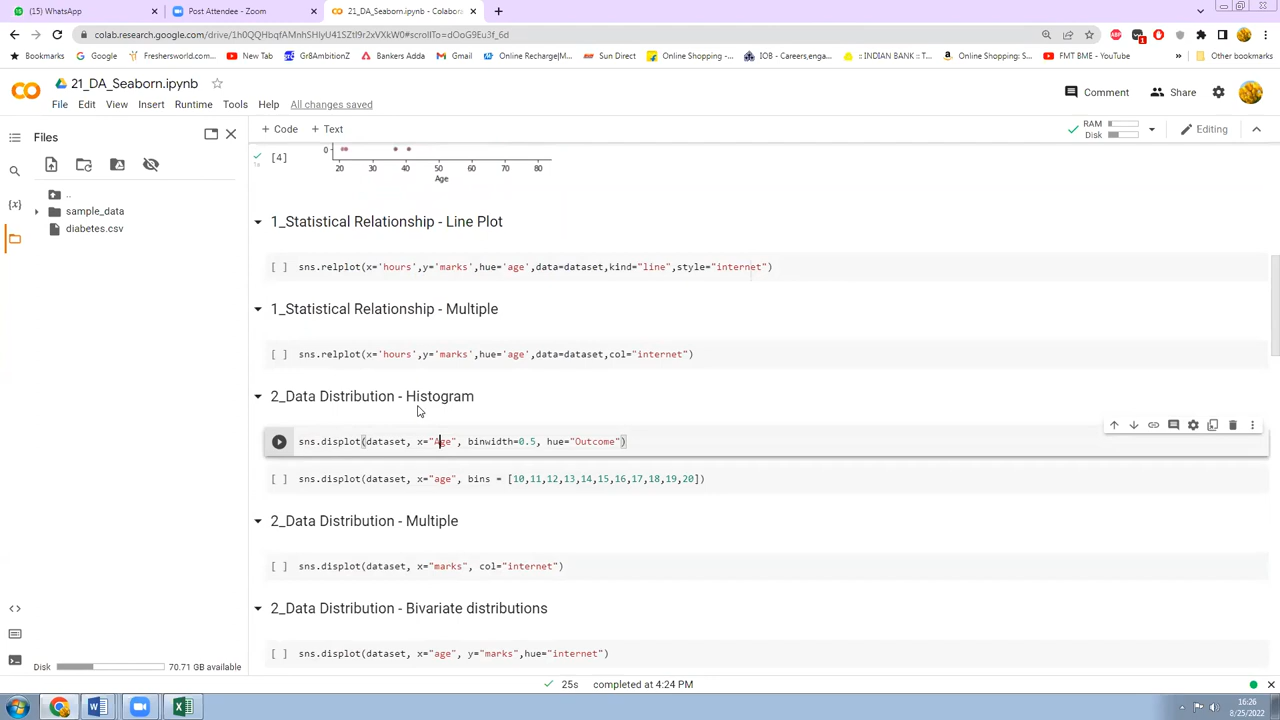 (15) WhatsApp
Post Attendee - Zoom
21_DA_Seaborn.ipynb - Colabora
colab.research.google.com/drive/1h0QQHbqfAMnhSHlyU41SZtl9r2xVXkW0#scrollTo=dOoG9Eu3f_6d
Bookmarks
Gr8AmbitionZ
Freshersworld.com...
New Tab
Bankers Adda
Gmail
Online Recharge|M...
Sun Direct
Online Shopping -...
IOB - Careers,eng...
:: INDIAN BANK :: T...
Online Shopping: S...
FMT BME - YouTube
»
Other bookmarks
21_DA_Seaborn.ipynb
File Edit View Insert Runtime Tools Help All changes saved
Comment
Share
+ Code + Text
RAM
Disk
Editing
Files
..
sample_data
diabetes.csv
Disk
70.71 GB available
[4]
0
20 30 40 50 60 70 80
Age
1_Statistical Relationship - Line Plot
[ ] sns.relplot(x='hours',y='marks',hue='age',data=dataset,kind="line",style="internet")
1_Statistical Relationship - Multiple
[ ] sns.relplot(x='hours',y='marks',hue='age',data=dataset,col="internet")
2_Data Distribution - Histogram
sns.displot(dataset, x="Age", binwidth=0.5, hue="Outcome")
[ ] sns.displot(dataset, x="age", bins = [10,11,12,13,14,15,16,17,18,19,20])
2_Data Distribution - Multiple
[ ] sns.displot(dataset, x="marks", col="internet")
2_Data Distribution - Bivariate distributions
[ ] sns.displot(dataset, x="age", y="marks",hue="internet")
25s completed at 4:24 PM
16:26
8/25/2022